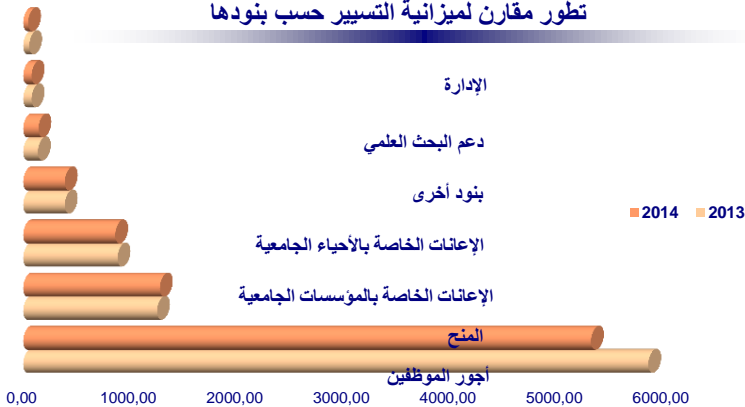 تطور مقارن لميزانية التسيير حسب بنودها
الإدارة
دعم البحث العلمي
بنود أخرى
2014 2013
الإعانات الخاصة بالأحياء الجامعية
الإعانات الخاصة بالمؤسسات الجامعية
المنح
أجور الموظفين
0,00 1000,00 2000,00 3000,00 4000,00 5000,00 6000,00